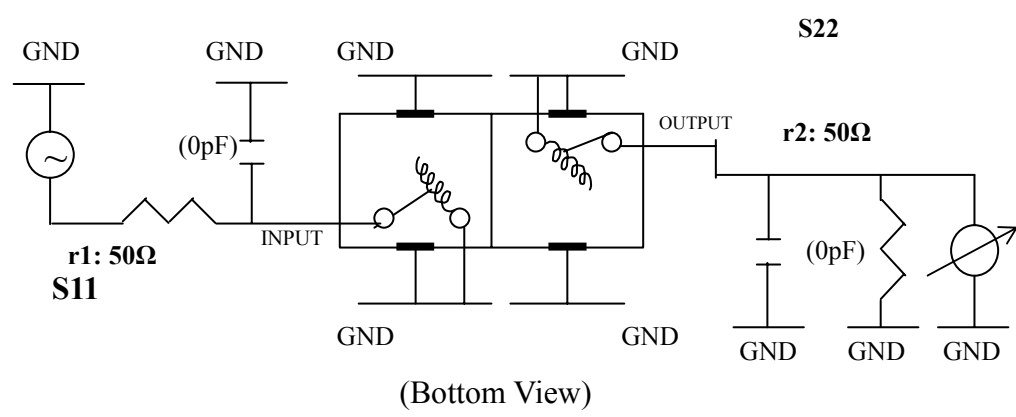 S22
GND
GND
GND
GND
OUTPUT
r2: 50Ω
(0pF)
~
INPUT
r1: 50Ω
S11
(0pF)
GND
GND
GND
GND
GND
(Bottom View)